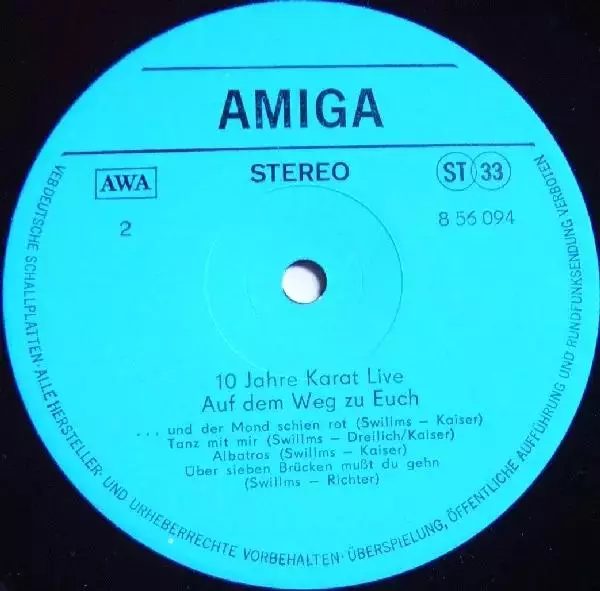 AMIGA
AWA
STEREO
ST 33
2
8 56 094
10 Jahre Karat Live
Auf dem Weg zu Euch
. . . und der Mond schien rot (Swillms – Kaiser)
Tanz mit mir (Swillms – Dreilich/Kaiser)
Albatros (Swillms – Kaiser)
Über sieben Brücken mußt du gehn
(Swillms – Richter)
VEB DEUTSCHE SCHALLPLATTEN · ALLE HERSTELLER- UND URHEBERRECHTE VORBEHALTEN · ÜBERSPIELUNG, ÖFFENTLICHE AUFFÜHRUNG UND RUNDFUNKSENDUNG VERBOTEN